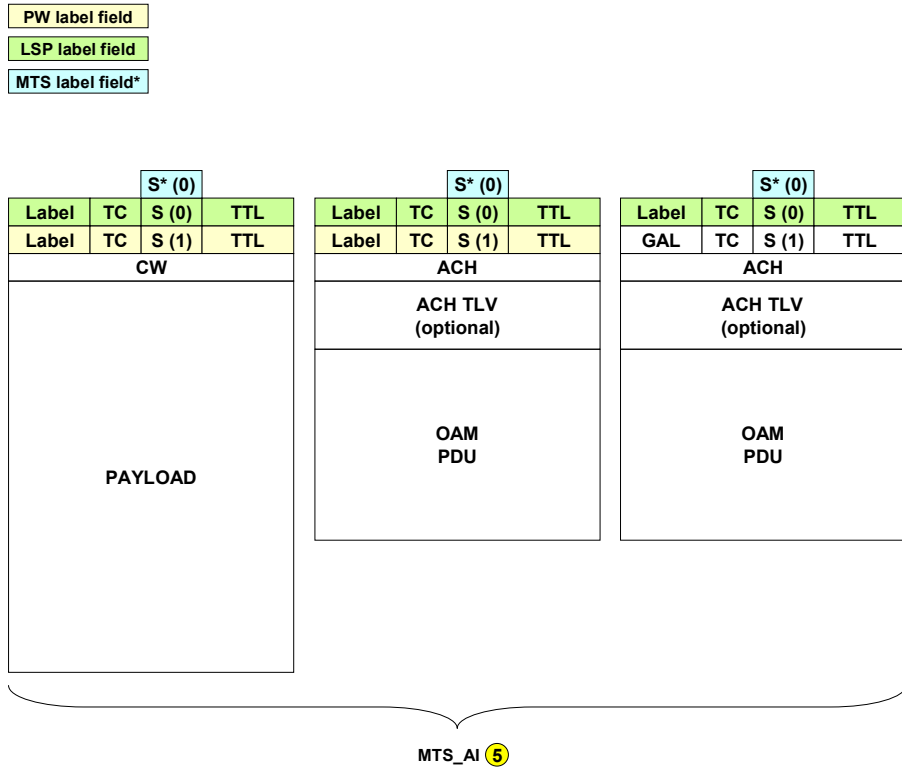 PW label field
LSP label field
MTS label field*
S* (0) S* (0) S* (0)
Label TC S (0) TTL Label TC S (0) TTL Label TC S (0) TTL
Label TC S (1) TTL Label TC S (1) TTL GAL TC S (1) TTL
CW ACH ACH
ACH TLV ACH TLV
(optional) (optional)
OAM OAM
PDU PDU
PAYLOAD
MTS_AI 5